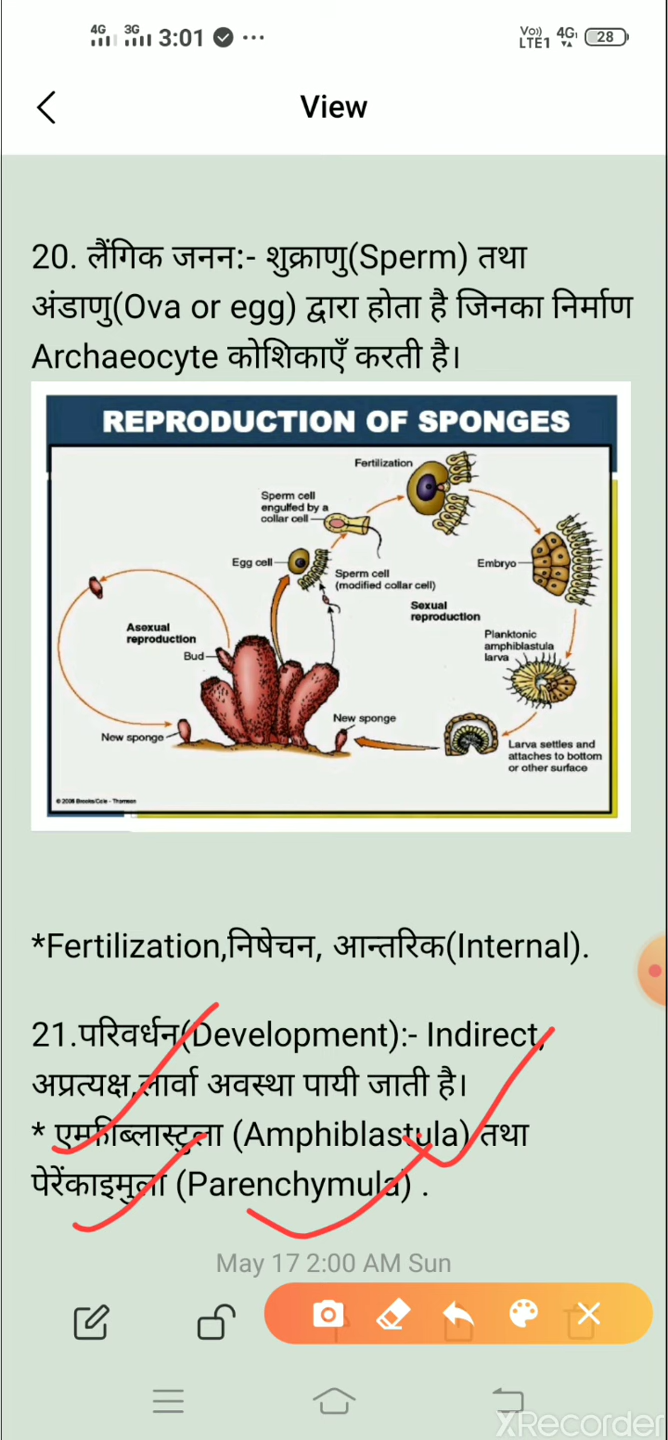 4G 3G 3:01 ...
Vo)) LTE1 4G 28
View
20. लैंगिक जनन:- शुक्राणु(Sperm) तथा
अंडाणु(Ova or egg) द्वारा होता है जिनका निर्माण
Archaeocyte कोशिकाएँ करती है।
REPRODUCTION OF SPONGES
Fertilization
Sperm cell
engulfed by a
collar cell
Egg cell
Sperm cell
(modified collar cell)
Embryo
Sexual
reproduction
Asexual
reproduction
Bud
Planktonic
amphiblastula
larva
New sponge
New sponge
Larva settles and
attaches to bottom
or other surface
© 2008 Brooks/Cole - Thomson
*Fertilization,निषेचन, आन्तरिक(Internal).
21.परिवर्धन(Development):- Indirect,
अप्रत्यक्ष,लार्वा अवस्था पायी जाती है।
* एम्फीब्लास्टुला (Amphiblastula) तथा
पेरेंकाइमुला (Parenchymula) .
May 17 2:00 AM Sun
XRecorder